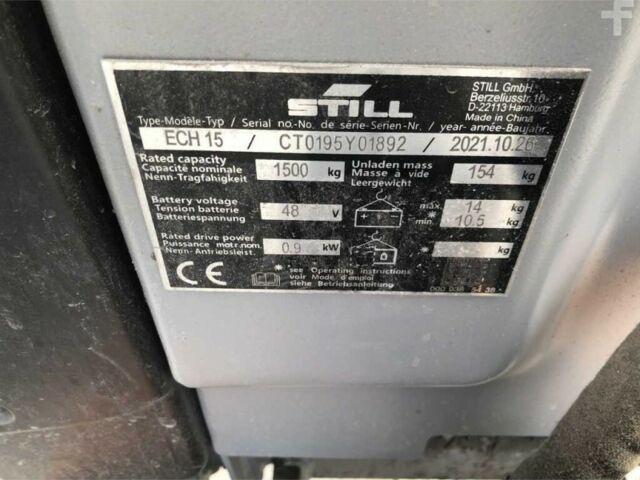 STILL
STILL GmbH
Berzeliusstr.10
D-22113 Hamburg
Made in China
Type-Modèle-Typ / Serial no.-No. de série-Serien-Nr. / year- année-Baujahr
ECH 15 / CT0195Y01892 / 2021.10.26
Rated capacity
Capacité nominale
Nenn-Tragfähigkeit
1500 kg
Unladen mass
Masse à vide
Leergewicht
154 kg
Battery voltage
Tension batterie
Batteriespannung
48 v
max. 14 kg
* min. 10.5 kg
Rated drive power
Puissance motr.nom.
Nenn-Antriebsleist.
0.9 kW
* kg
CE
* see Operating instructions
voir Mode d'emploi
siehe Betriebsanleitung
f